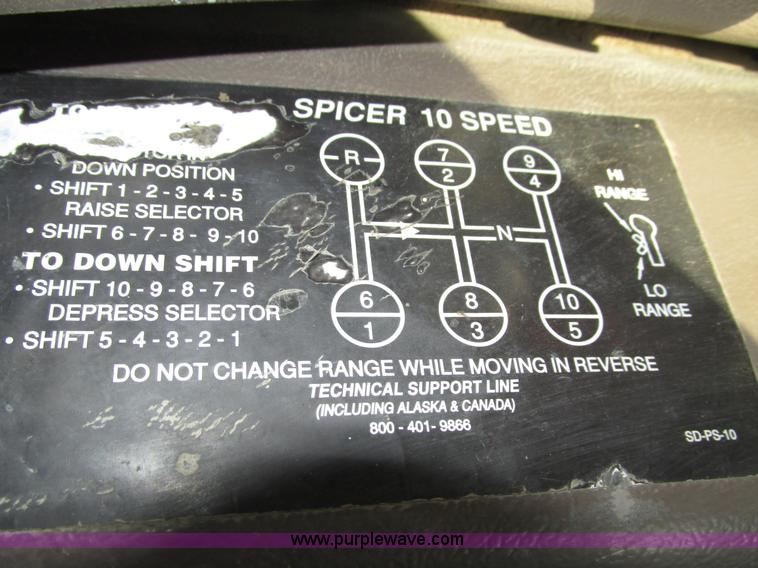 SPICER 10 SPEED
DOWN POSITION
• SHIFT 1 - 2 - 3 - 4 - 5
RAISE SELECTOR
• SHIFT 6 - 7 - 8 - 9 - 10
TO DOWN SHIFT
• SHIFT 10 - 9 - 8 - 7 - 6
DEPRESS SELECTOR
• SHIFT 5 - 4 - 3 - 2 - 1
R
7
2
9
4
N
6
1
8
3
10
5
HI
RANGE
LO
RANGE
DO NOT CHANGE RANGE WHILE MOVING IN REVERSE
TECHNICAL SUPPORT LINE
(INCLUDING ALASKA & CANADA)
800 - 401 - 9866
SD-PS-10
www.purplewave.com